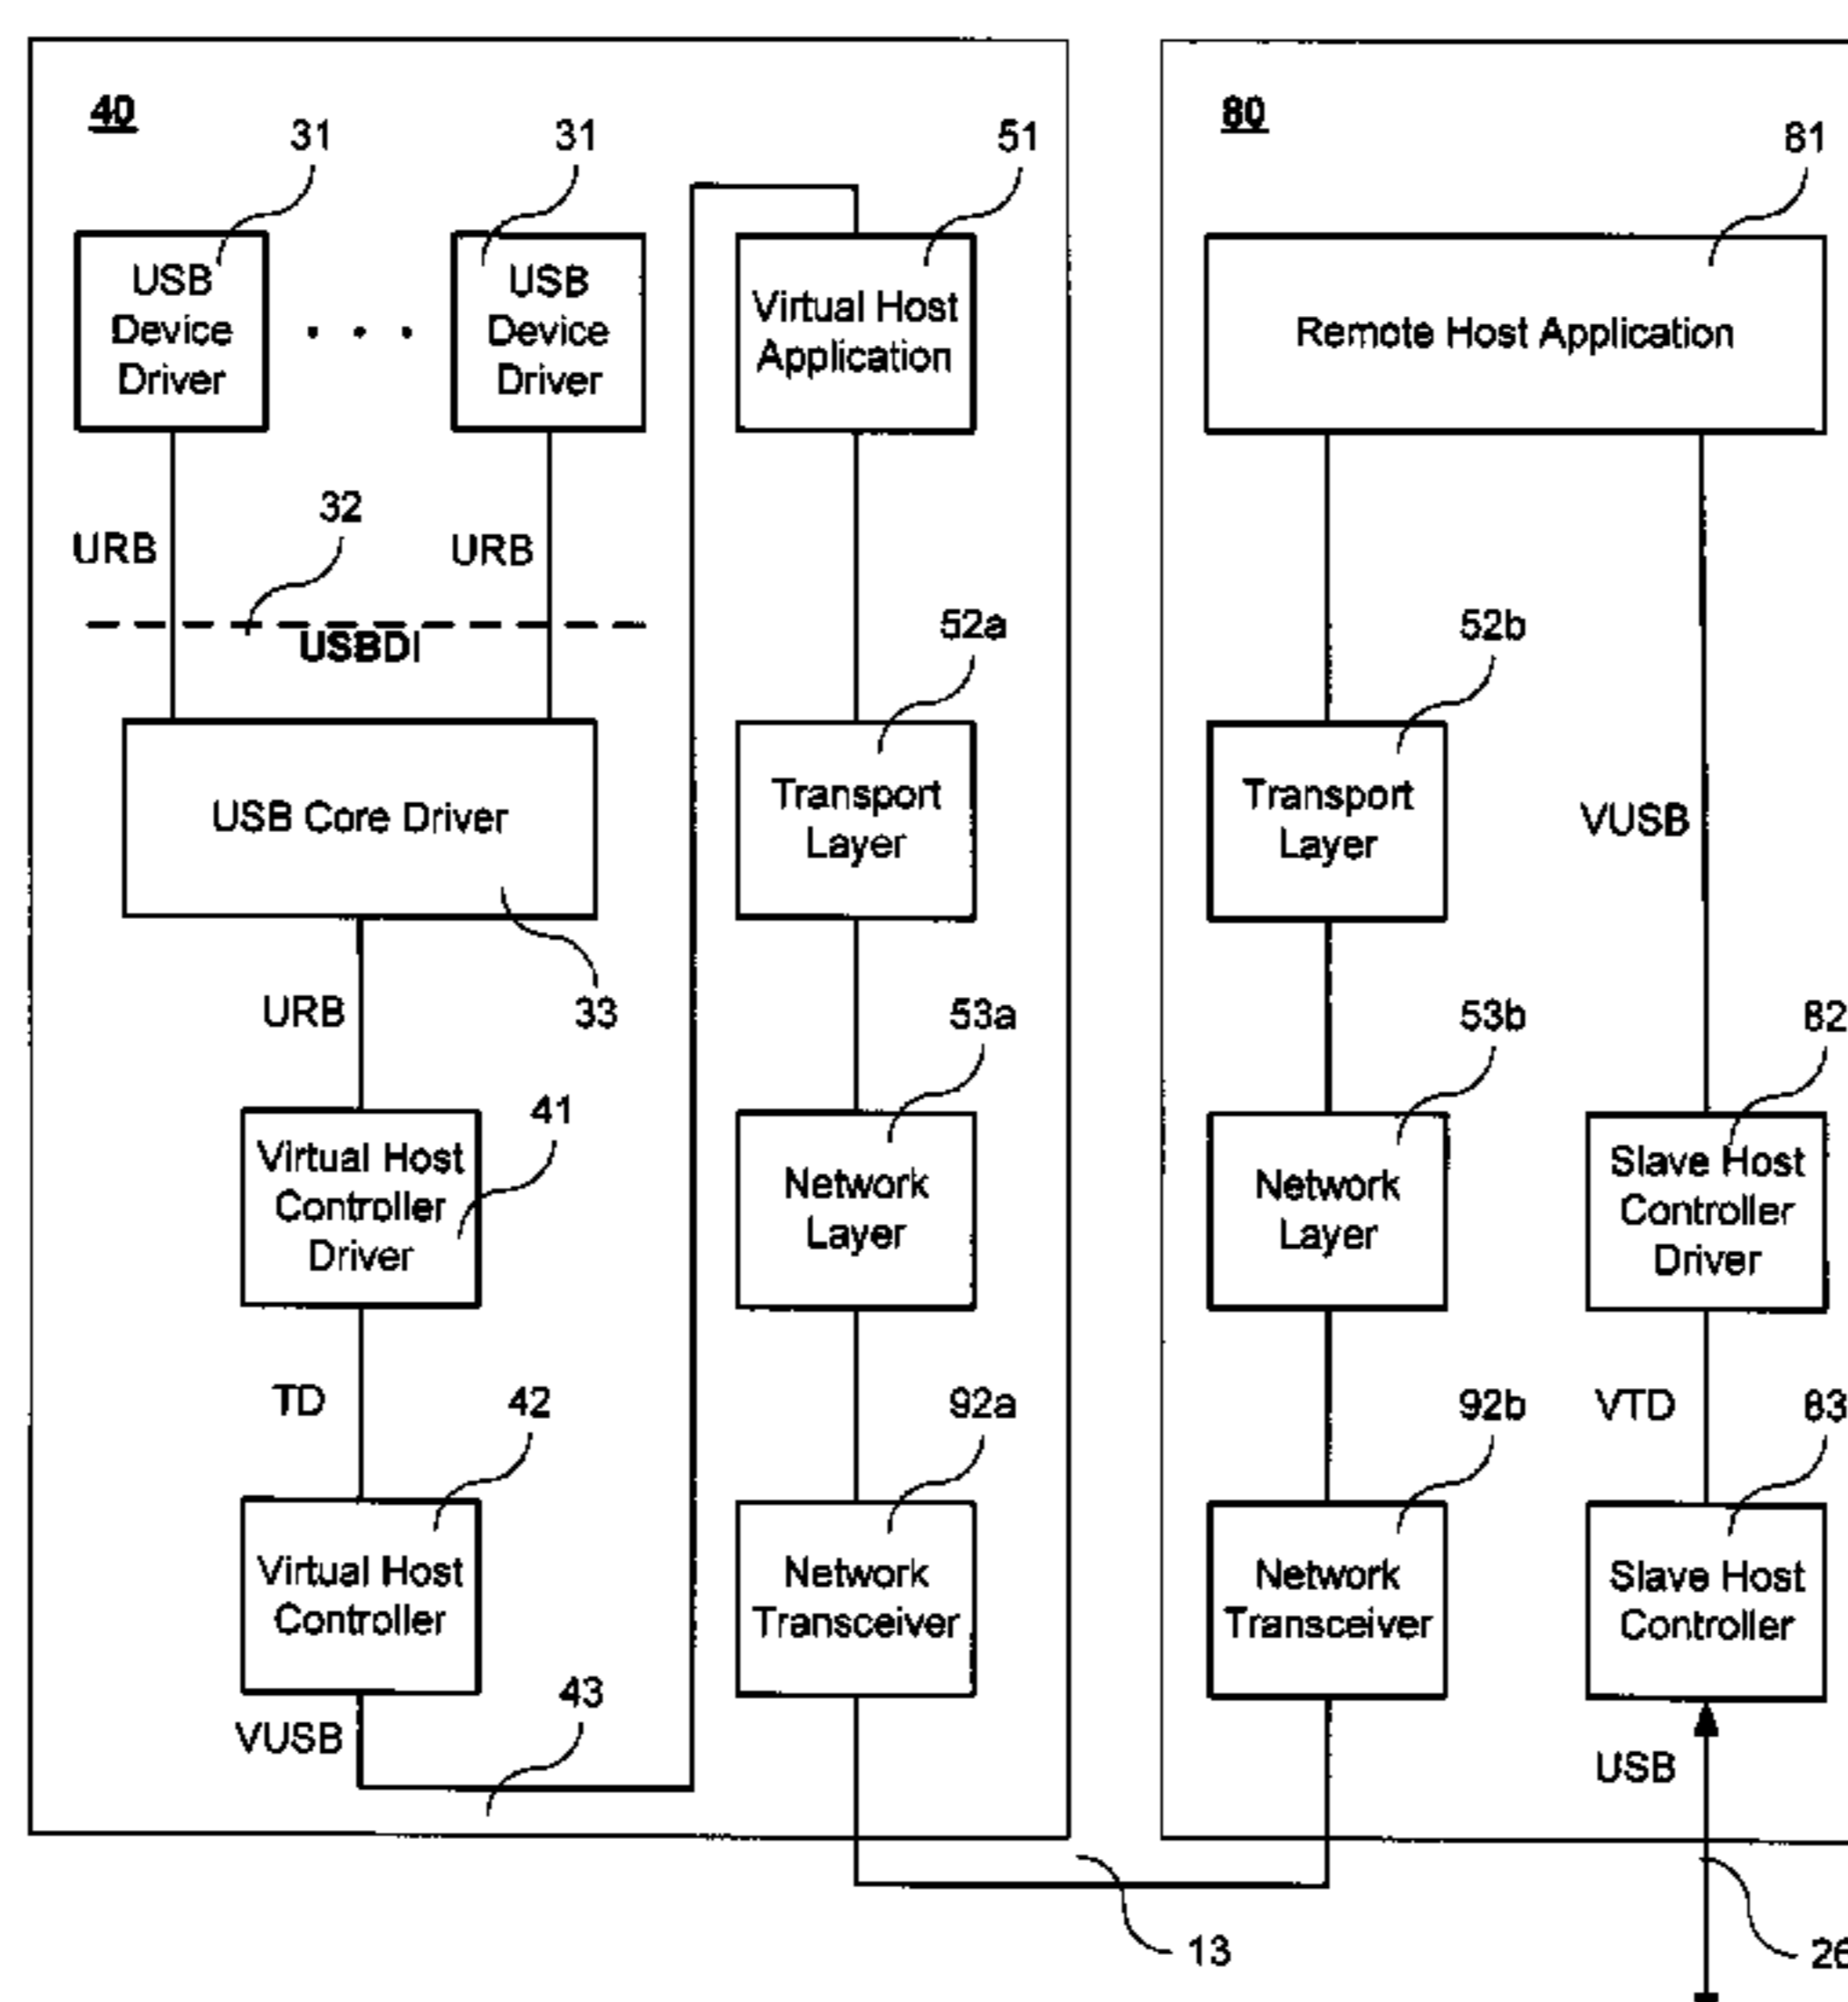 40
31
31
51
80
81
USB
Device
Driver
. . .
USB
Device
Driver
Virtual Host
Application
Remote Host Application
URB
32
URB
USBDI
52a
52b
USB Core Driver
Transport
Layer
Transport
Layer
VUSB
URB
33
53a
53b
82
41
Virtual Host
Controller
Driver
Network
Layer
Network
Layer
Slave Host
Controller
Driver
TD
42
92a
92b
VTD
83
Virtual Host
Controller
Network
Transceiver
Network
Transceiver
Slave Host
Controller
VUSB
43
USB
13
26